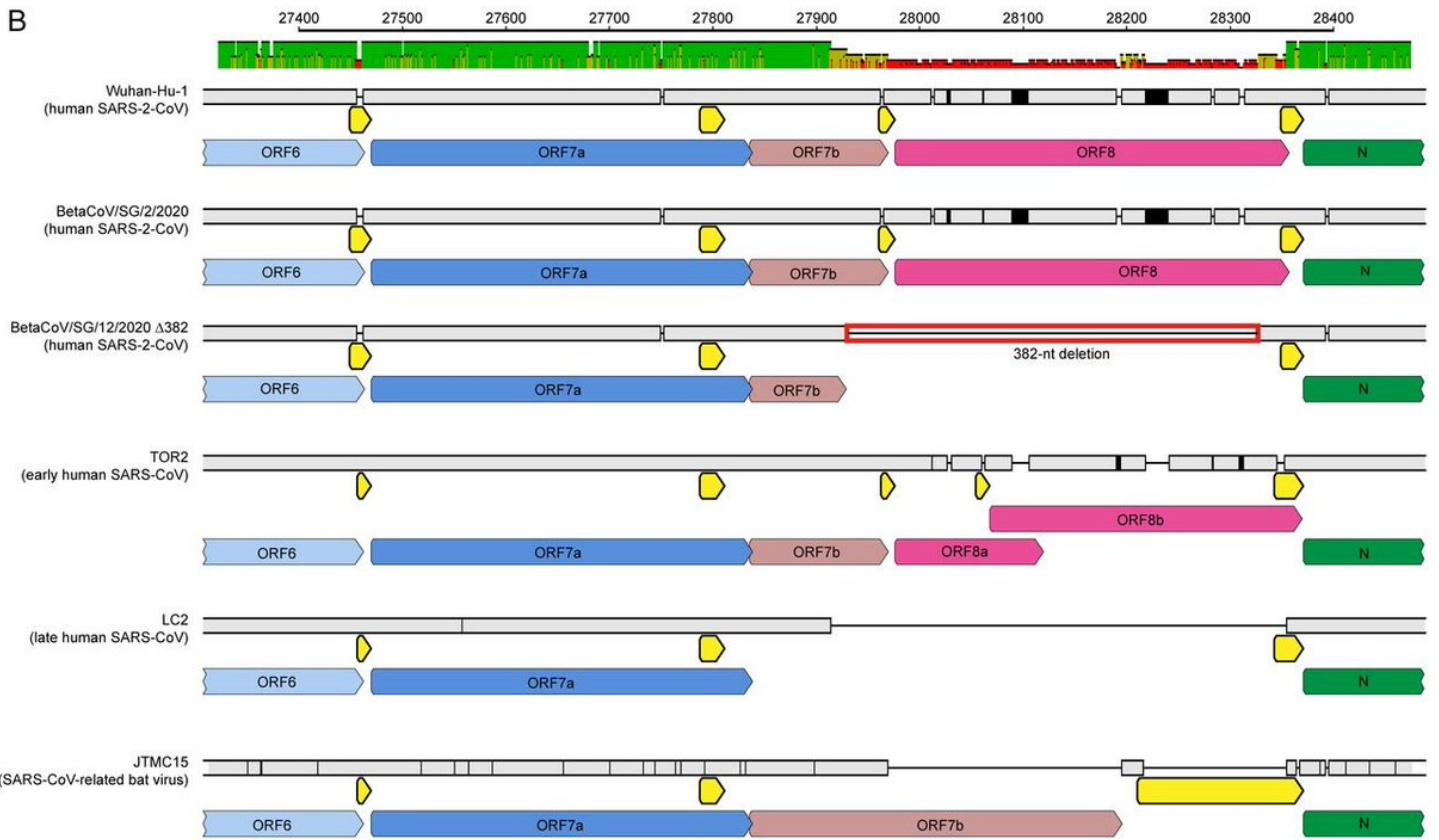 B
27400 27500 27600 27700 27800 27900 28000 28100 28200 28300 28400
Wuhan-Hu-1
(human SARS-2-CoV)
ORF6 ORF7a ORF7b ORF8 N
BetaCoV/SG/2/2020
(human SARS-2-CoV)
ORF6 ORF7a ORF7b ORF8 N
BetaCoV/SG/12/2020 Δ382
(human SARS-2-CoV)
382-nt deletion
ORF6 ORF7a ORF7b N
TOR2
(early human SARS-CoV)
ORF8b
ORF6 ORF7a ORF7b ORF8a N
LC2
(late human SARS-CoV)
ORF6 ORF7a N
JTMC15
(SARS-CoV-related bat virus)
ORF6 ORF7a ORF7b N